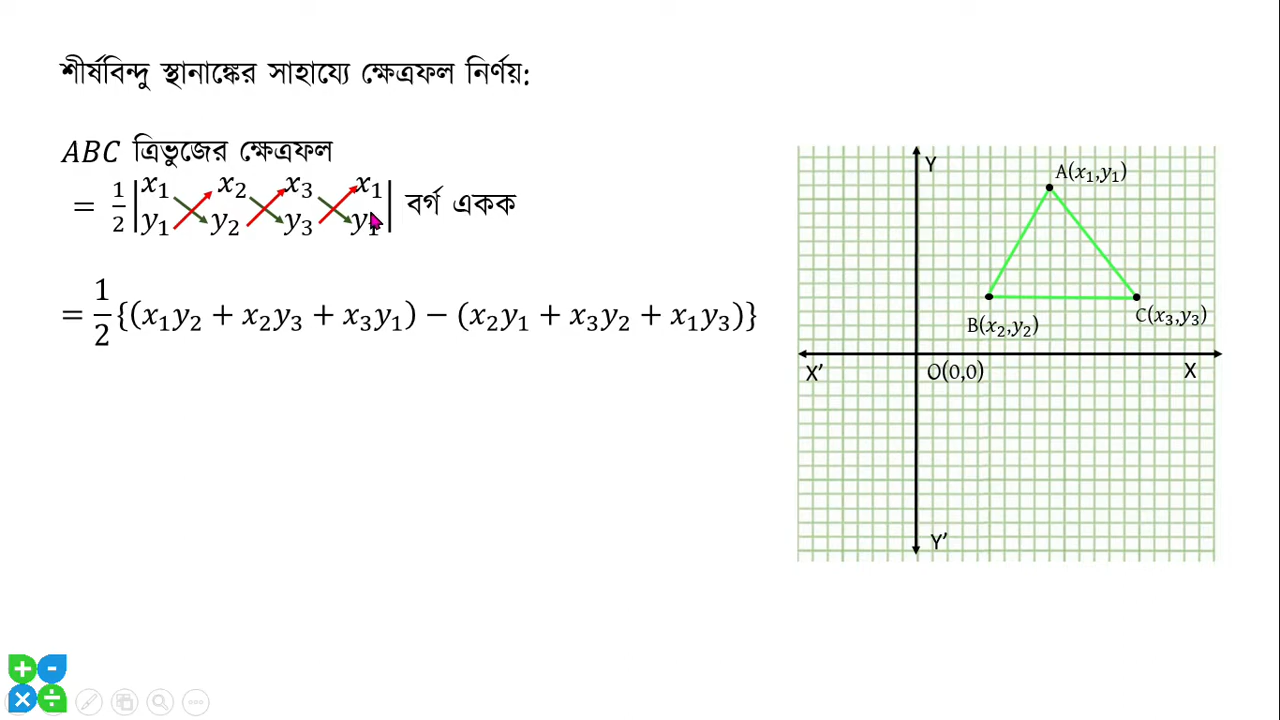 শীর্ষবিন্দু স্থানাঙ্কের সাহায্যে ক্ষেত্রফল নির্ণয়:
ABC ত্রিভুজের ক্ষেত্রফল
= 1/2 |x₁ x₂ x₃ x₁
y₁ y₂ y₃ y₁| বর্গ একক
= 1/2 {(x₁y₂ + x₂y₃ + x₃y₁) − (x₂y₁ + x₃y₂ + x₁y₃)}
Y
A(x₁,y₁)
B(x₂,y₂)
C(x₃,y₃)
X'
O(0,0)
X
Y'